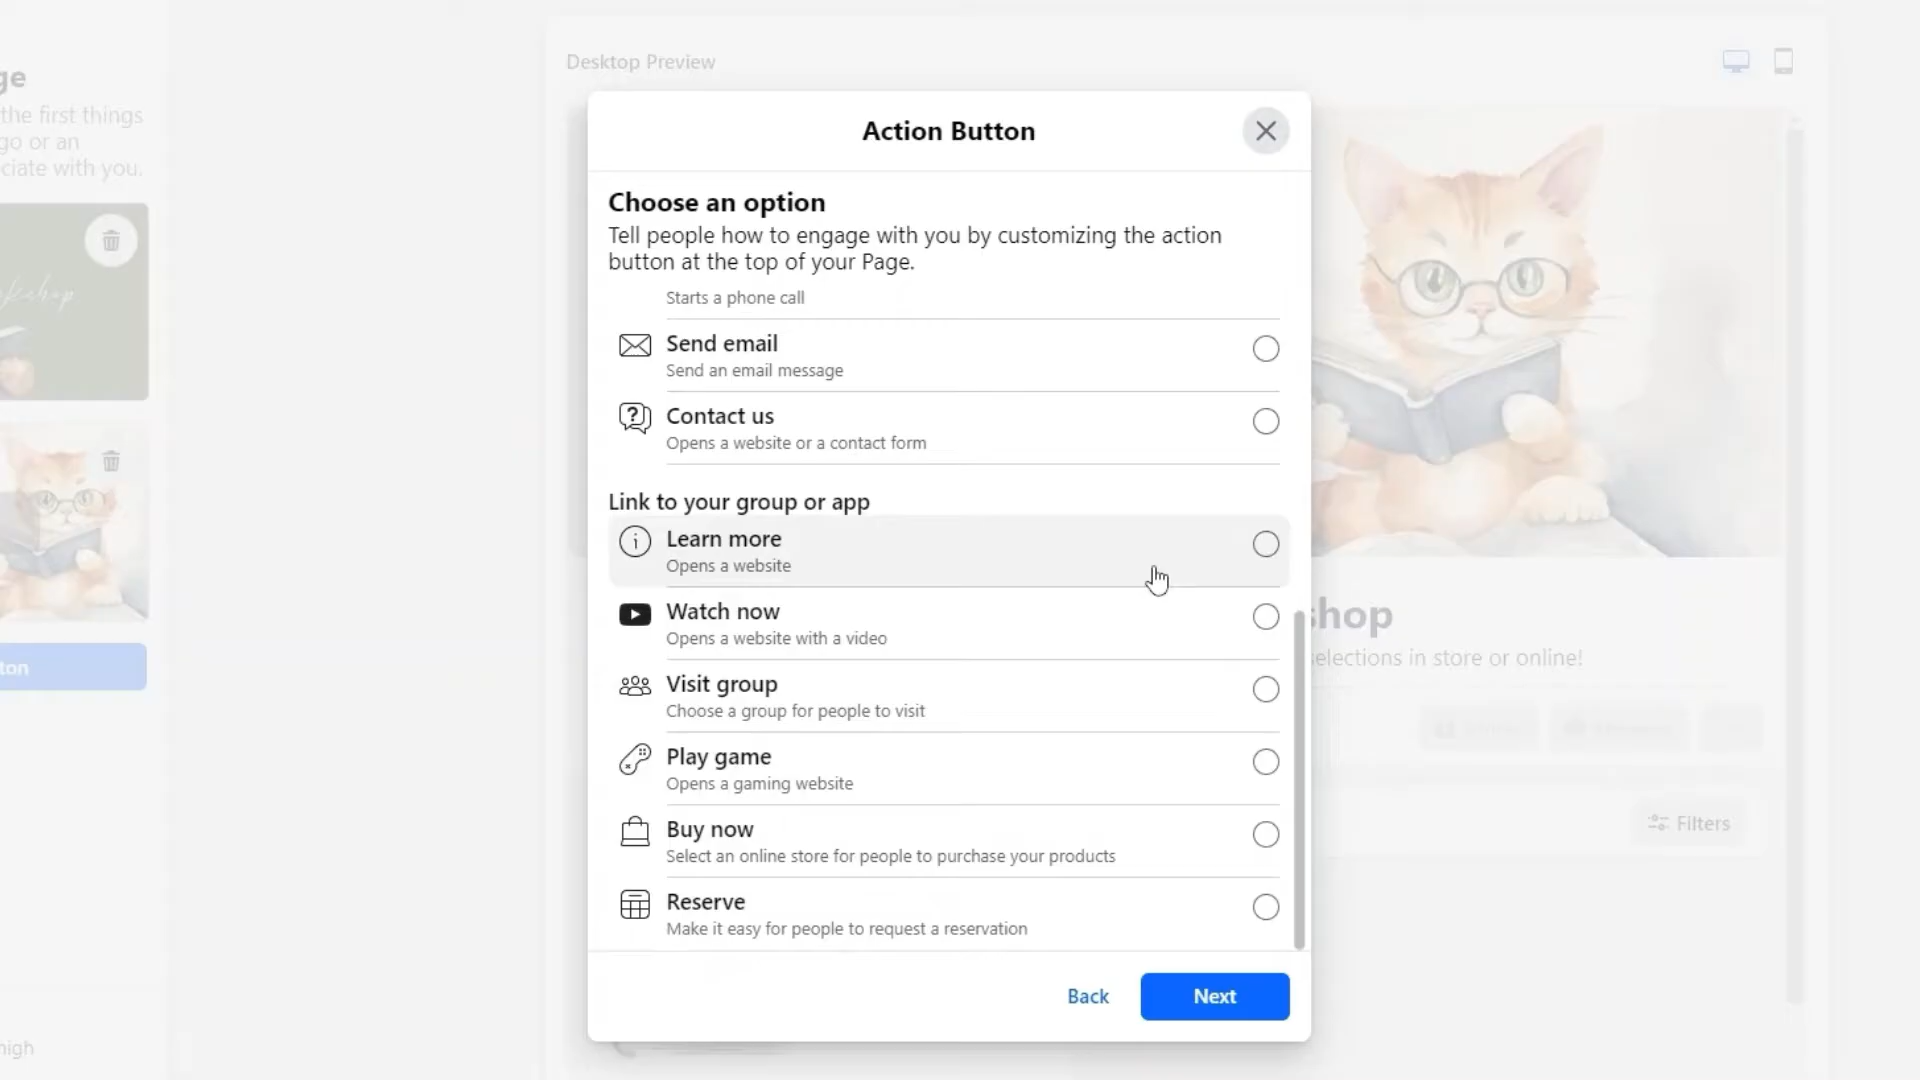 ge
the first things
go or an
ciate with you.
ton
high
Desktop Preview
Action Button
Choose an option
Tell people how to engage with you by customizing the action
button at the top of your Page.
Starts a phone call
Send email
Send an email message
Contact us
Opens a website or a contact form
Link to your group or app
Learn more
Opens a website
Watch now
Opens a website with a video
Visit group
Choose a group for people to visit
Play game
Opens a gaming website
Buy now
Select an online store for people to purchase your products
Reserve
Make it easy for people to request a reservation
Back
Next
shop
selections in store or online!
Filters